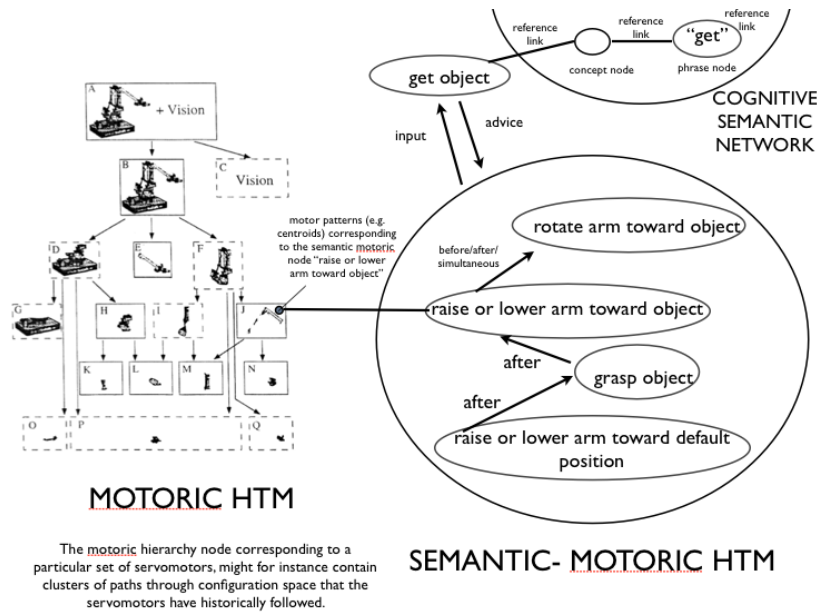 reference
link
reference
link
reference
link
"get"
concept node
phrase node
COGNITIVE
SEMANTIC
NETWORK
get object
input
advice
A
+ Vision
B
C
Vision
D
E
F
G
H
I
J
K
L
M
N
O
P
Q
motor patterns (e.g.
centroids) corresponding
to the semantic motoric
node "raise or lower
arm toward object"
rotate arm toward object
before/after/
simultaneous
raise or lower arm toward object
after
grasp object
after
raise or lower arm toward default
position
MOTORIC HTM
The motoric hierarchy node corresponding to a
particular set of servomotors, might for instance contain
clusters of paths through configuration space that the
servomotors have historically followed.
SEMANTIC- MOTORIC HTM